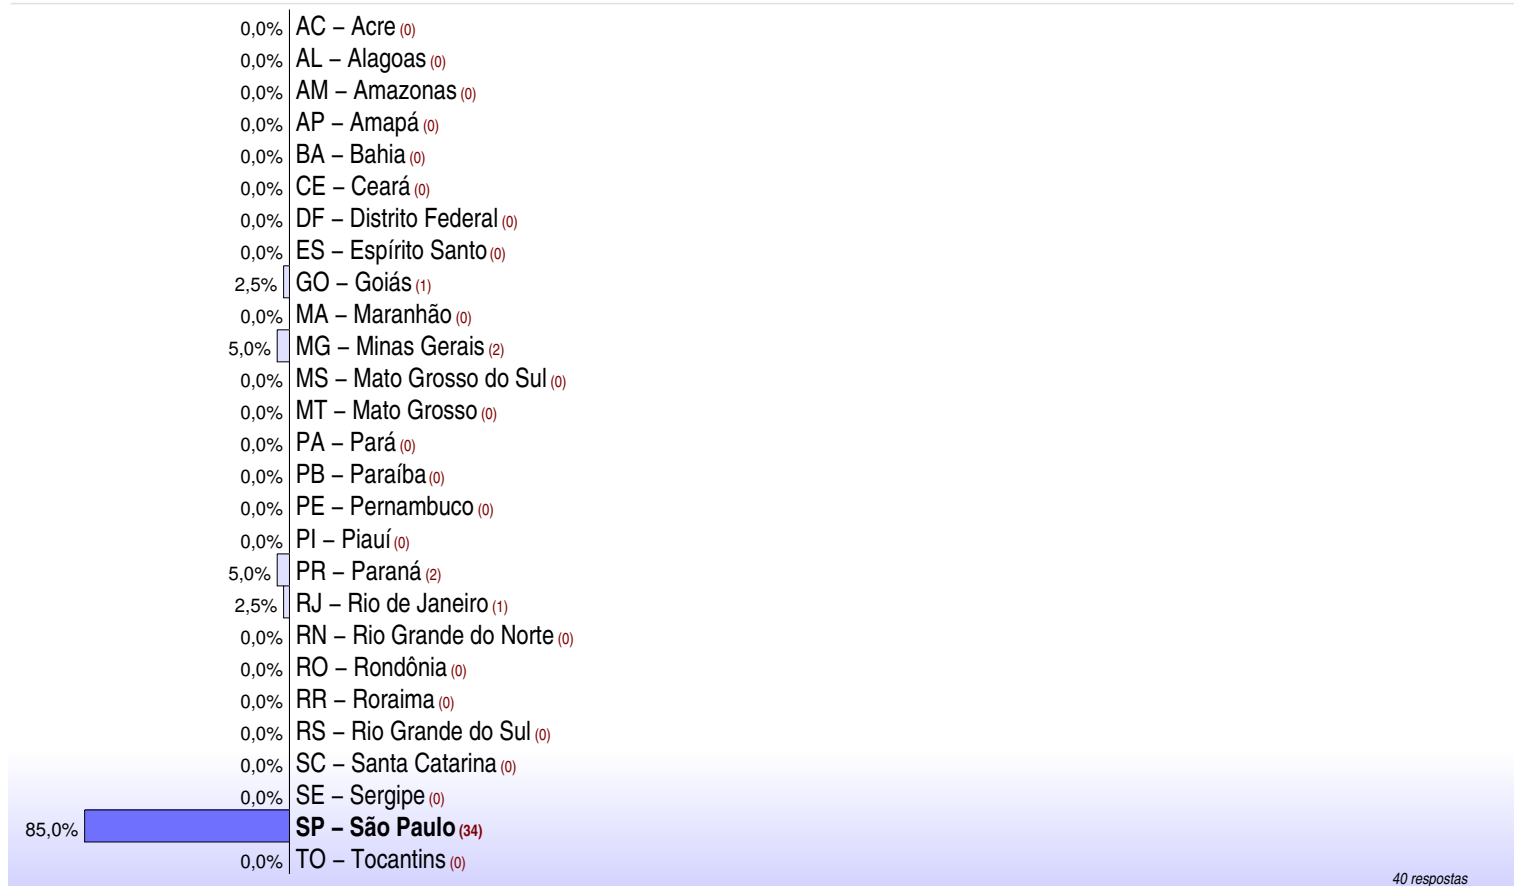 0,0% AC – Acre (0)
0,0% AL – Alagoas (0)
0,0% AM – Amazonas (0)
0,0% AP – Amapá (0)
0,0% BA – Bahia (0)
0,0% CE – Ceará (0)
0,0% DF – Distrito Federal (0)
0,0% ES – Espírito Santo (0)
2,5% GO – Goiás (1)
0,0% MA – Maranhão (0)
5,0% MG – Minas Gerais (2)
0,0% MS – Mato Grosso do Sul (0)
0,0% MT – Mato Grosso (0)
0,0% PA – Pará (0)
0,0% PB – Paraíba (0)
0,0% PE – Pernambuco (0)
0,0% PI – Piauí (0)
5,0% PR – Paraná (2)
2,5% RJ – Rio de Janeiro (1)
0,0% RN – Rio Grande do Norte (0)
0,0% RO – Rondônia (0)
0,0% RR – Roraima (0)
0,0% RS – Rio Grande do Sul (0)
0,0% SC – Santa Catarina (0)
0,0% SE – Sergipe (0)
85,0% SP – São Paulo (34)
0,0% TO – Tocantins (0)
40 respostas